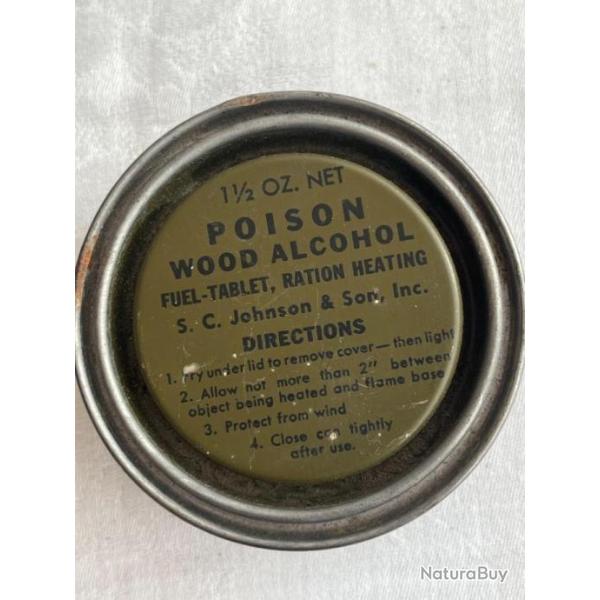 1½ OZ. NET
POISON
WOOD ALCOHOL
FUEL-TABLET, RATION HEATING
S. C. Johnson & Son, Inc.
DIRECTIONS
1. Pry under lid to remove cover—then light
2. Allow not more than 2" between
object being heated and flame base
3. Protect from wind
4. Close can tightly
after use.
NaturaBuy